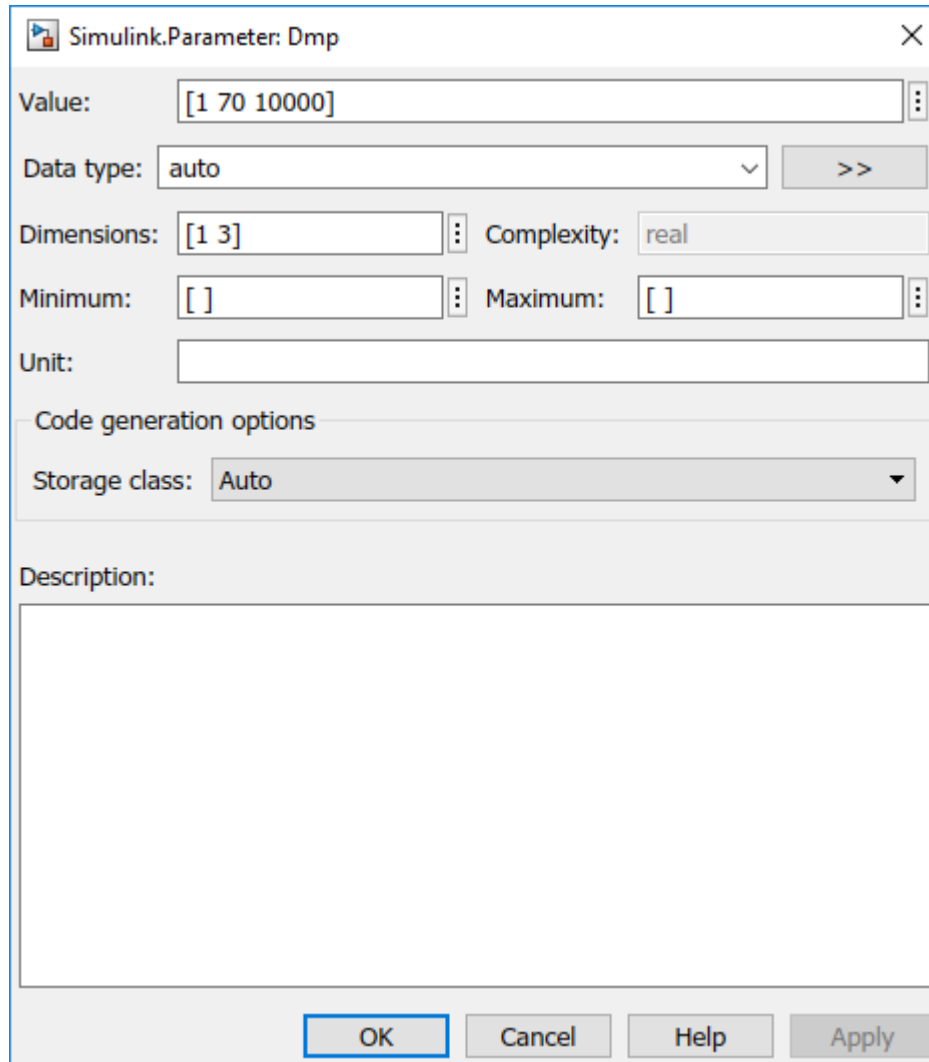 Simulink.Parameter: Dmp
Value: [1 70 10000]
Data type: auto >>
Dimensions: [1 3] Complexity: real
Minimum: [ ] Maximum: [ ]
Unit:
Code generation options
Storage class: Auto
Description:
OK Cancel Help Apply